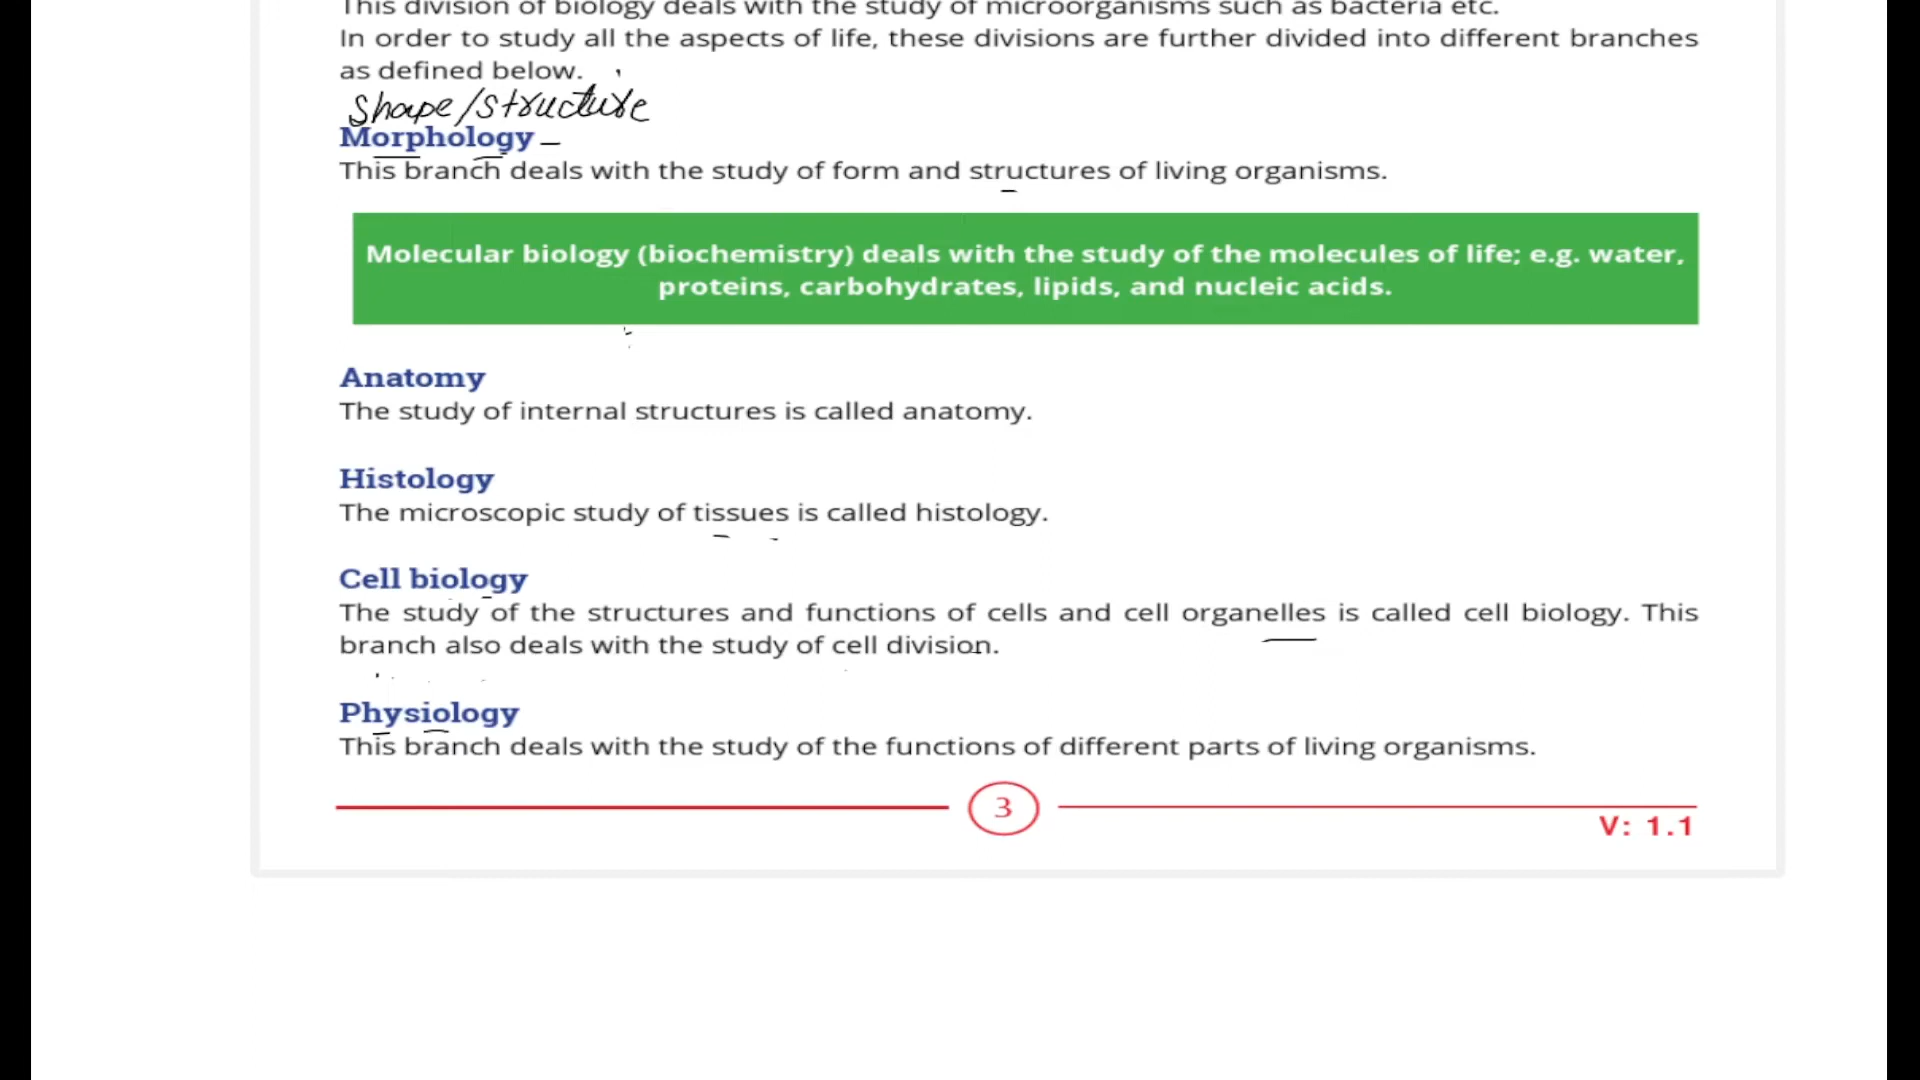 This division of biology deals with the study of microorganisms such as bacteria etc.
In order to study all the aspects of life, these divisions are further divided into different branches
as defined below.
Shape/structure
Morphology
This branch deals with the study of form and structures of living organisms.
Molecular biology (biochemistry) deals with the study of the molecules of life; e.g. water,
proteins, carbohydrates, lipids, and nucleic acids.
Anatomy
The study of internal structures is called anatomy.
Histology
The microscopic study of tissues is called histology.
Cell biology
The study of the structures and functions of cells and cell organelles is called cell biology. This
branch also deals with the study of cell division.
Physiology
This branch deals with the study of the functions of different parts of living organisms.
3
V: 1.1